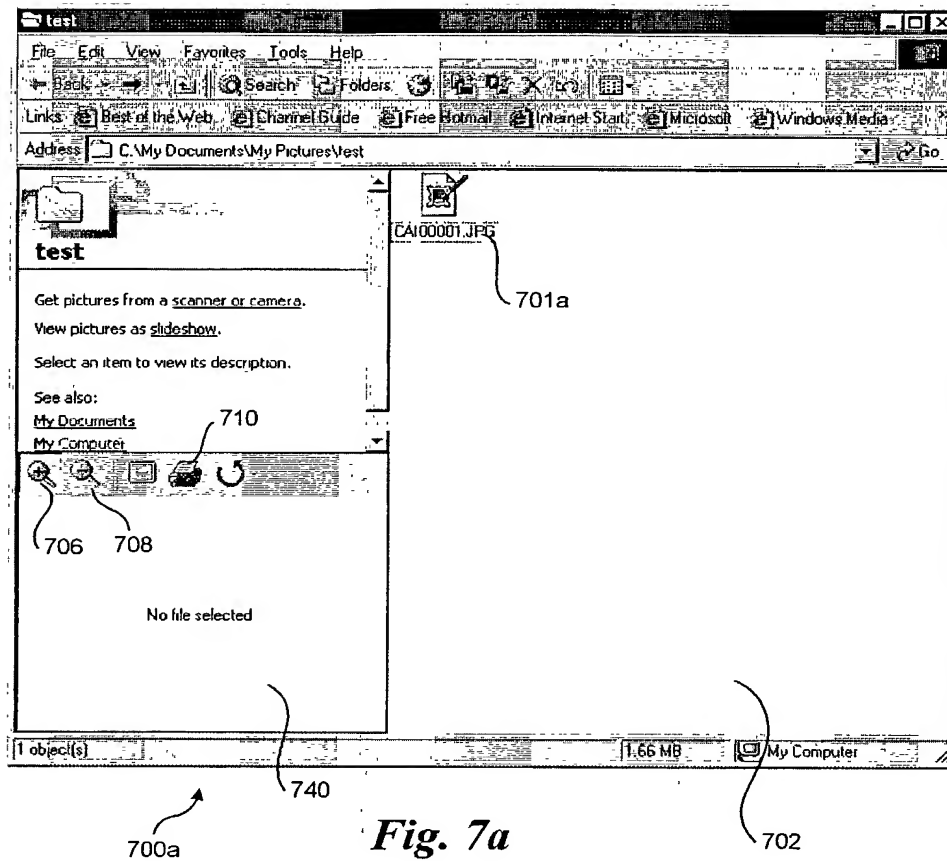 test
File Edit View Favorites Tools Help
Back Search Folders
Links Best of the Web Channel Guide Free Hotmail Internet Start Microsoft Windows Media »
Address C:\My Documents\My Pictures\test Go
test
CAI00001.JPG
701a
Get pictures from a scanner or camera.
View pictures as slideshow.
Select an item to view its description.
See also:
My Documents
My Computer
710
706
708
No file selected
1 object(s) 1.66 MB My Computer
740
702
700a
Fig. 7a